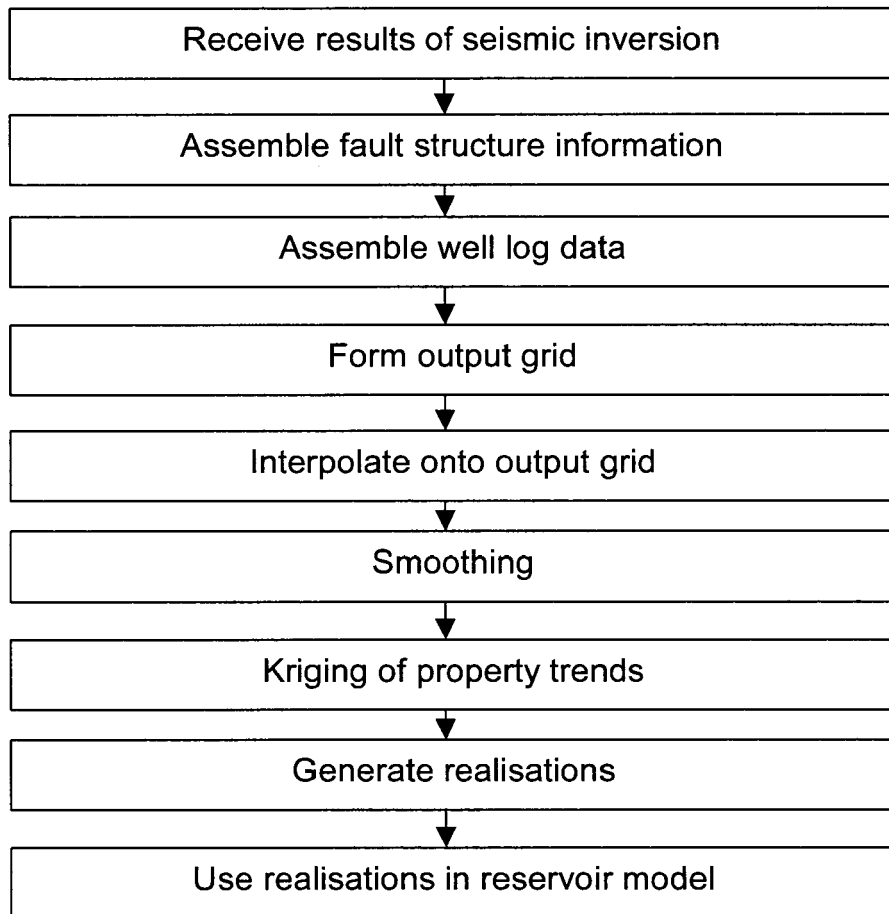 Receive results of seismic inversion
Assemble fault structure information
Assemble well log data
Form output grid
Interpolate onto output grid
Smoothing
Kriging of property trends
Generate realisations
Use realisations in reservoir model